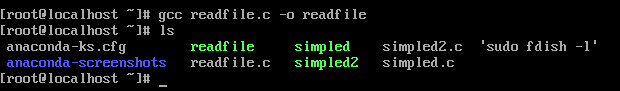 [root@localhost ~]# gcc readfile.c -o readfile
[root@localhost ~]# ls
anaconda-ks.cfg readfile simpled simpled2.c 'sudo fdish -l'
anaconda-screenshots readfile.c simpled2 simpled.c
[root@localhost ~]# _